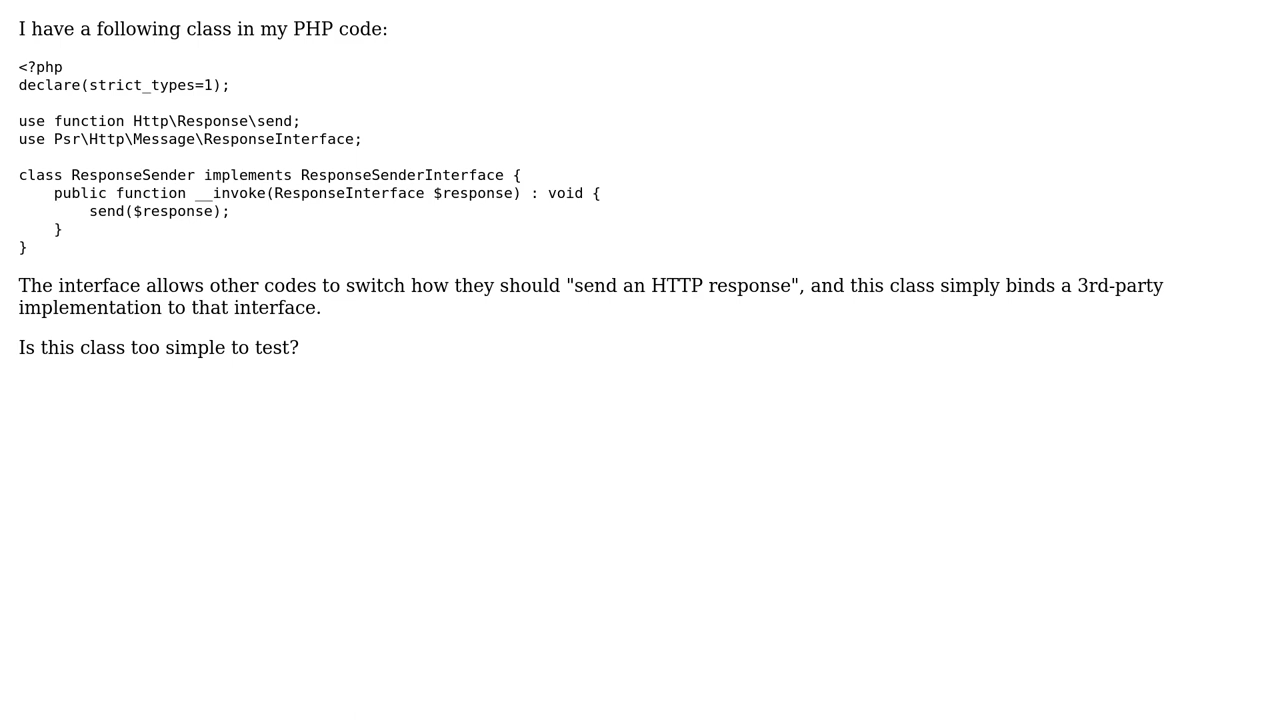 I have a following class in my PHP code:
<?php
declare(strict_types=1);
use function Http\Response\send;
use Psr\Http\Message\ResponseInterface;
class ResponseSender implements ResponseSenderInterface {
    public function __invoke(ResponseInterface $response) : void {
        send($response);
    }
}
The interface allows other codes to switch how they should "send an HTTP response", and this class simply binds a 3rd-party
implementation to that interface.
Is this class too simple to test?